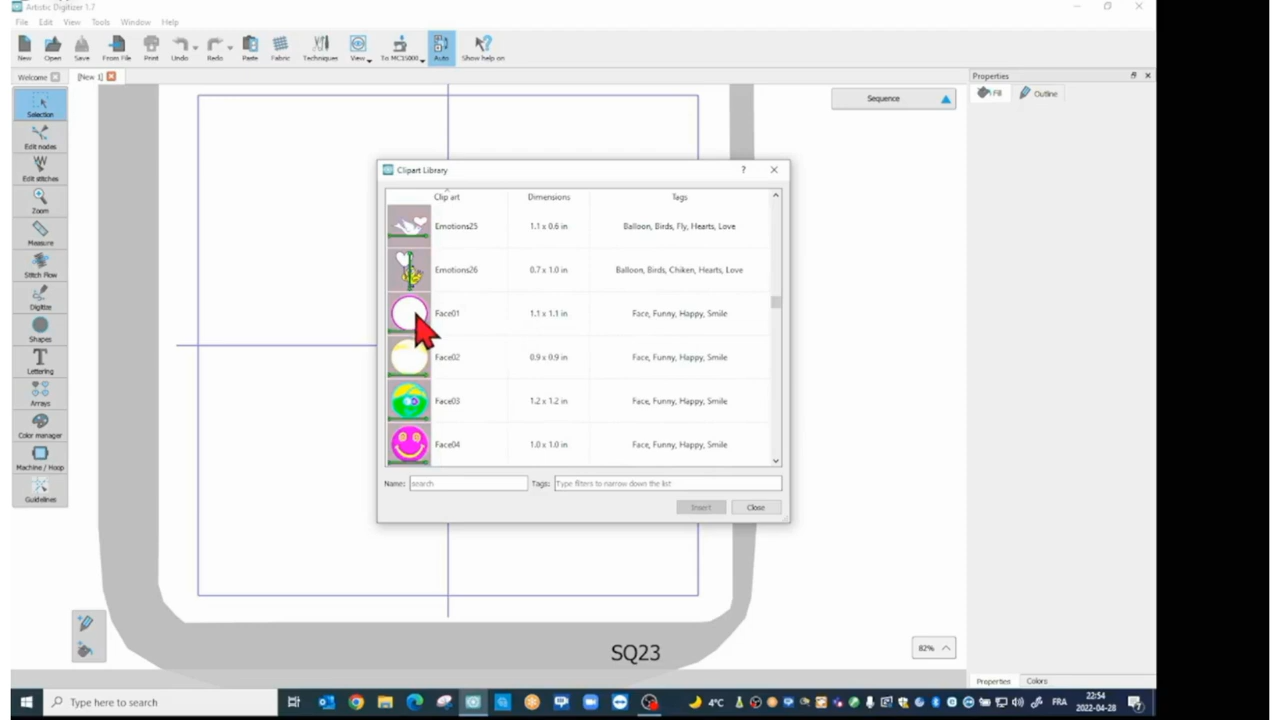 Artistic Digitizer 1.7
File Edit View Tools Window Help
New Open Save From File Print Undo Redo Paste Fabric Techniques View To MC15000 Auto Show help on
Welcome [New 1]
Properties
Fill Outline
Selection
Edit nodes
Edit stitches
Zoom
Measure
Stitch Flow
Digitize
Shapes
Lettering
Arrays
Color manager
Machine / Hoop
Guidelines
Sequence
Clipart Library
Clip art Dimensions Tags
Emotions25 1.1 x 0.6 in Balloon, Birds, Fly, Hearts, Love
Emotions26 0.7 x 1.0 in Balloon, Birds, Chiken, Hearts, Love
Face01 1.1 x 1.1 in Face, Funny, Happy, Smile
Face02 0.9 x 0.9 in Face, Funny, Happy, Smile
Face03 1.2 x 1.2 in Face, Funny, Happy, Smile
Face04 1.0 x 1.0 in Face, Funny, Happy, Smile
Name: search Tags: Type filters to narrow down the list
Insert Close
SQ23
82%
Properties Colors
Type here to search
4°C
FRA
22:54
2022-04-28